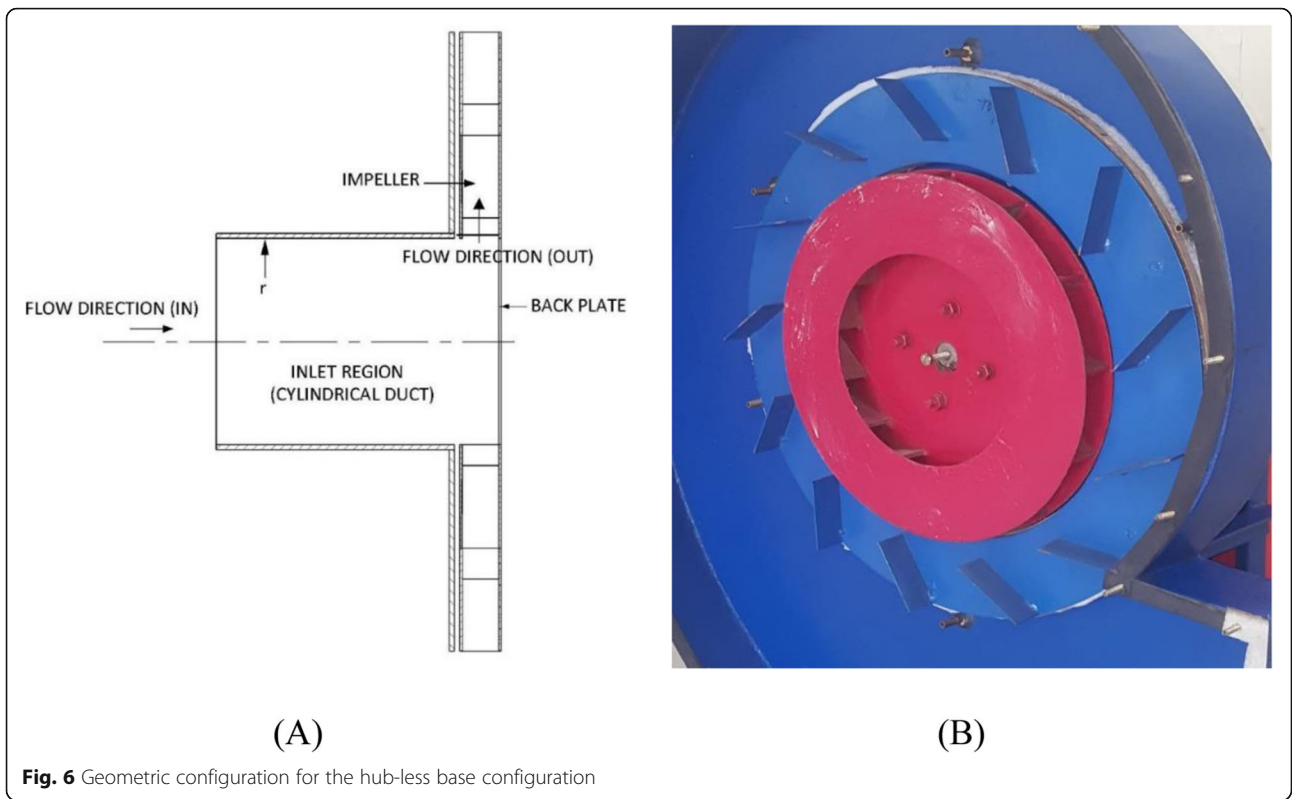 IMPELLER
FLOW DIRECTION (OUT)
r
FLOW DIRECTION (IN)
BACK PLATE
INLET REGION
(CYLINDRICAL DUCT)
(A)
(B)
Fig. 6 Geometric configuration for the hub-less base configuration